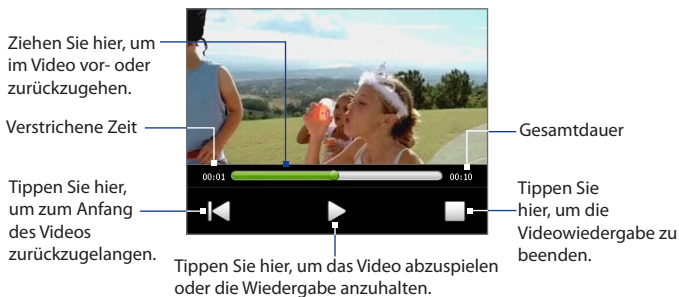 Ziehen Sie hier, um
im Video vor- oder
zurückzugehen.
Verstrichene Zeit
Gesamtdauer
00:01
00:10
Tippen Sie hier,
um zum Anfang
des Videos
zurückzugelangen.
Tippen Sie
hier, um die
Videowiedergabe zu
beenden.
Tippen Sie hier, um das Video abzuspielen
oder die Wiedergabe anzuhalten.